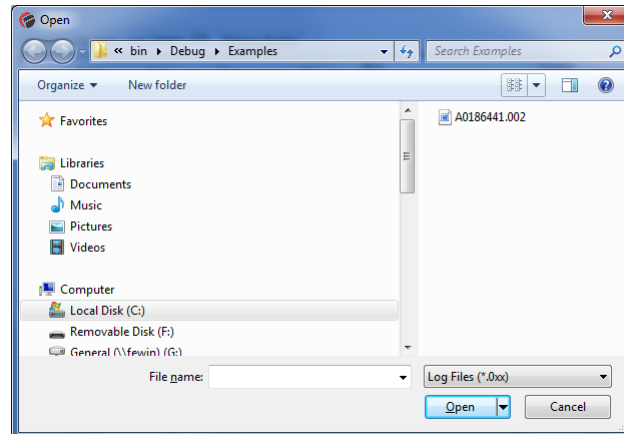 Open
« bin Debug Examples
Search Examples
Organize
New folder
Favorites
A0186441.002
Libraries
Documents
Music
Pictures
Videos
Computer
Local Disk (C:)
Removable Disk (F:)
General (\\fewin) (G:)
File name:
Log Files (*.0xx)
Open
Cancel